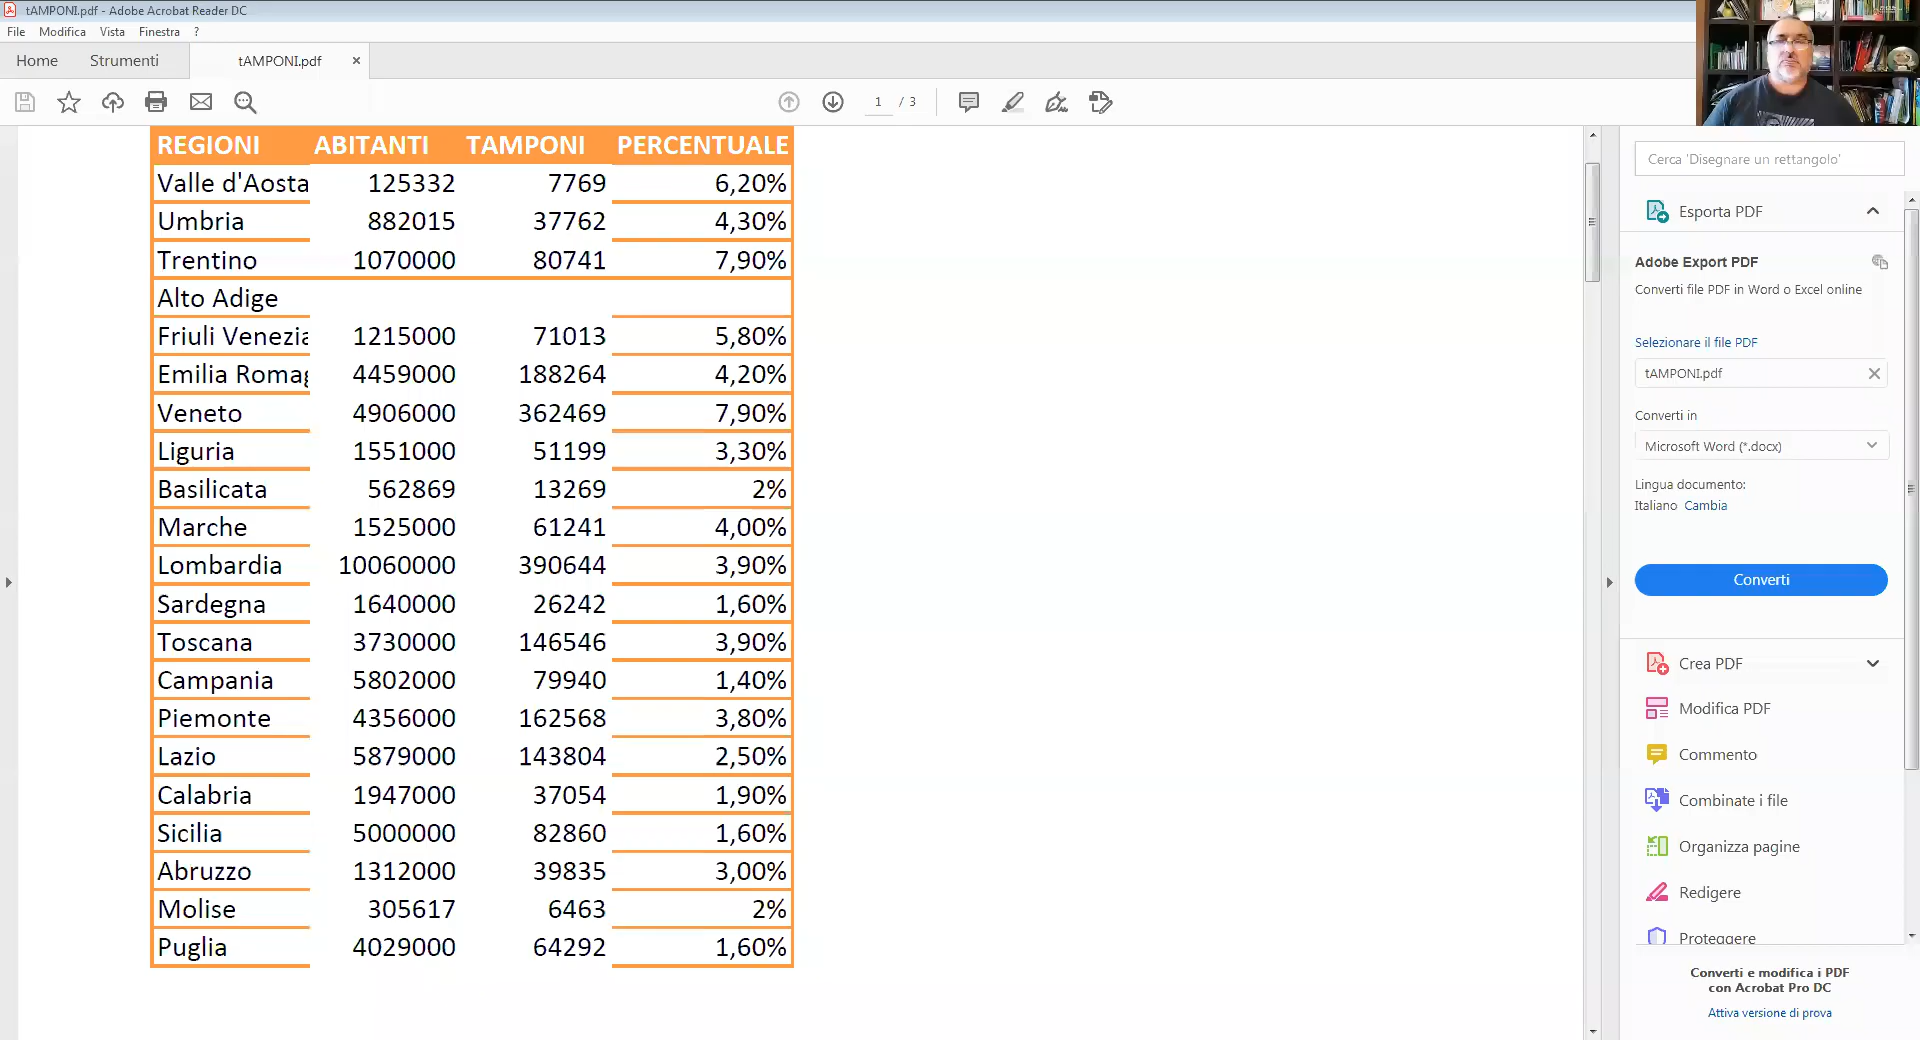 tAMPONI.pdf - Adobe Acrobat Reader DC
File Modifica Vista Finestra ?
Home Strumenti tAMPONI.pdf
1 / 3
REGIONI ABITANTI TAMPONI PERCENTUALE
Valle d'Aosta 125332 7769 6,20%
Umbria 882015 37762 4,30%
Trentino 1070000 80741 7,90%
Alto Adige
Friuli Venezia 1215000 71013 5,80%
Emilia Romag 4459000 188264 4,20%
Veneto 4906000 362469 7,90%
Liguria 1551000 51199 3,30%
Basilicata 562869 13269 2%
Marche 1525000 61241 4,00%
Lombardia 10060000 390644 3,90%
Sardegna 1640000 26242 1,60%
Toscana 3730000 146546 3,90%
Campania 5802000 79940 1,40%
Piemonte 4356000 162568 3,80%
Lazio 5879000 143804 2,50%
Calabria 1947000 37054 1,90%
Sicilia 5000000 82860 1,60%
Abruzzo 1312000 39835 3,00%
Molise 305617 6463 2%
Puglia 4029000 64292 1,60%
Cerca 'Disegnare un rettangolo'
Esporta PDF
Adobe Export PDF
Converti file PDF in Word o Excel online
Selezionare il file PDF
tAMPONI.pdf
Converti in
Microsoft Word (*.docx)
Lingua documento:
Italiano Cambia
Converti
Crea PDF
Modifica PDF
Commento
Combinate i file
Organizza pagine
Redigere
Proteggere
Converti e modifica i PDF
con Acrobat Pro DC
Attiva versione di prova